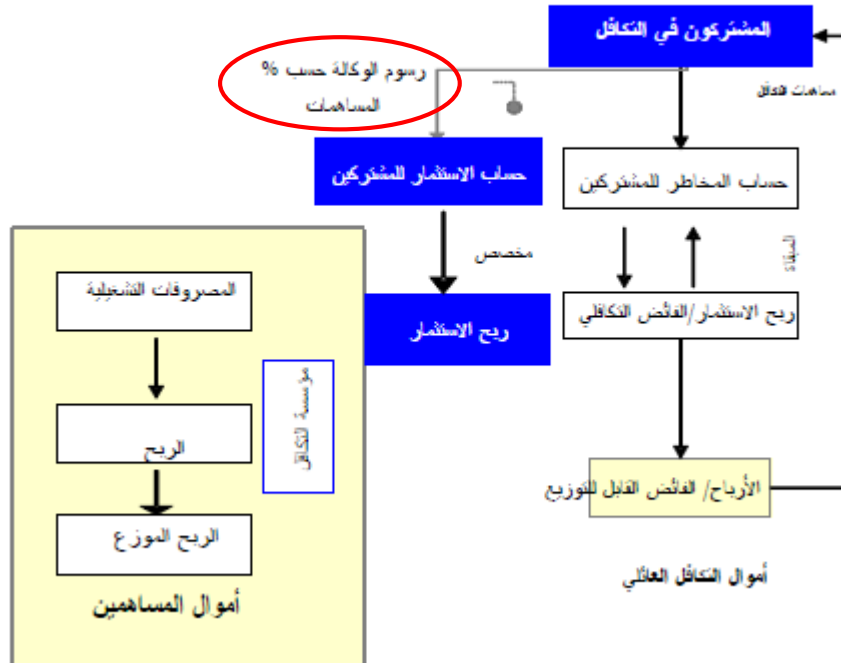 المشتركون في التكافل
رسوم الوكالة حسب %
المساهمات
مساهمات التكافل
حساب الاستثمار للمشتركين
حساب المخاطر للمشتركين
مخصص
المبقاة
المصروفات التشغيلية
ربح الاستثمار
ربح الاستثمار/الفائض التكافلي
مؤسسة التكافل
الربح
الأرباح/ الفائض القابل للتوزيع
الربح الموزع
أموال التكافل العائلي
أموال المساهمين